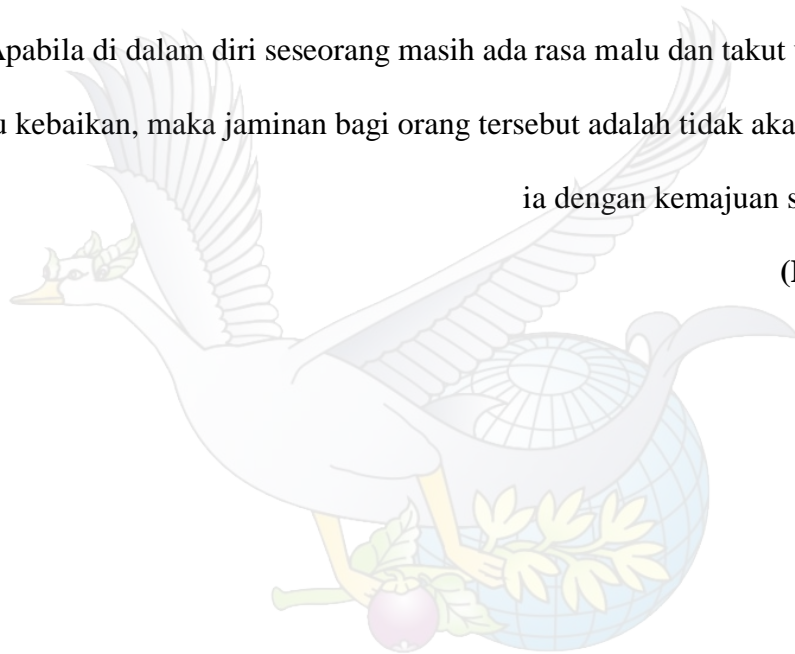 Apabila di dalam diri seseorang masih ada rasa malu dan takut
kebaikan, maka jaminan bagi orang tersebut adalah tidak
ia dengan kemajuan